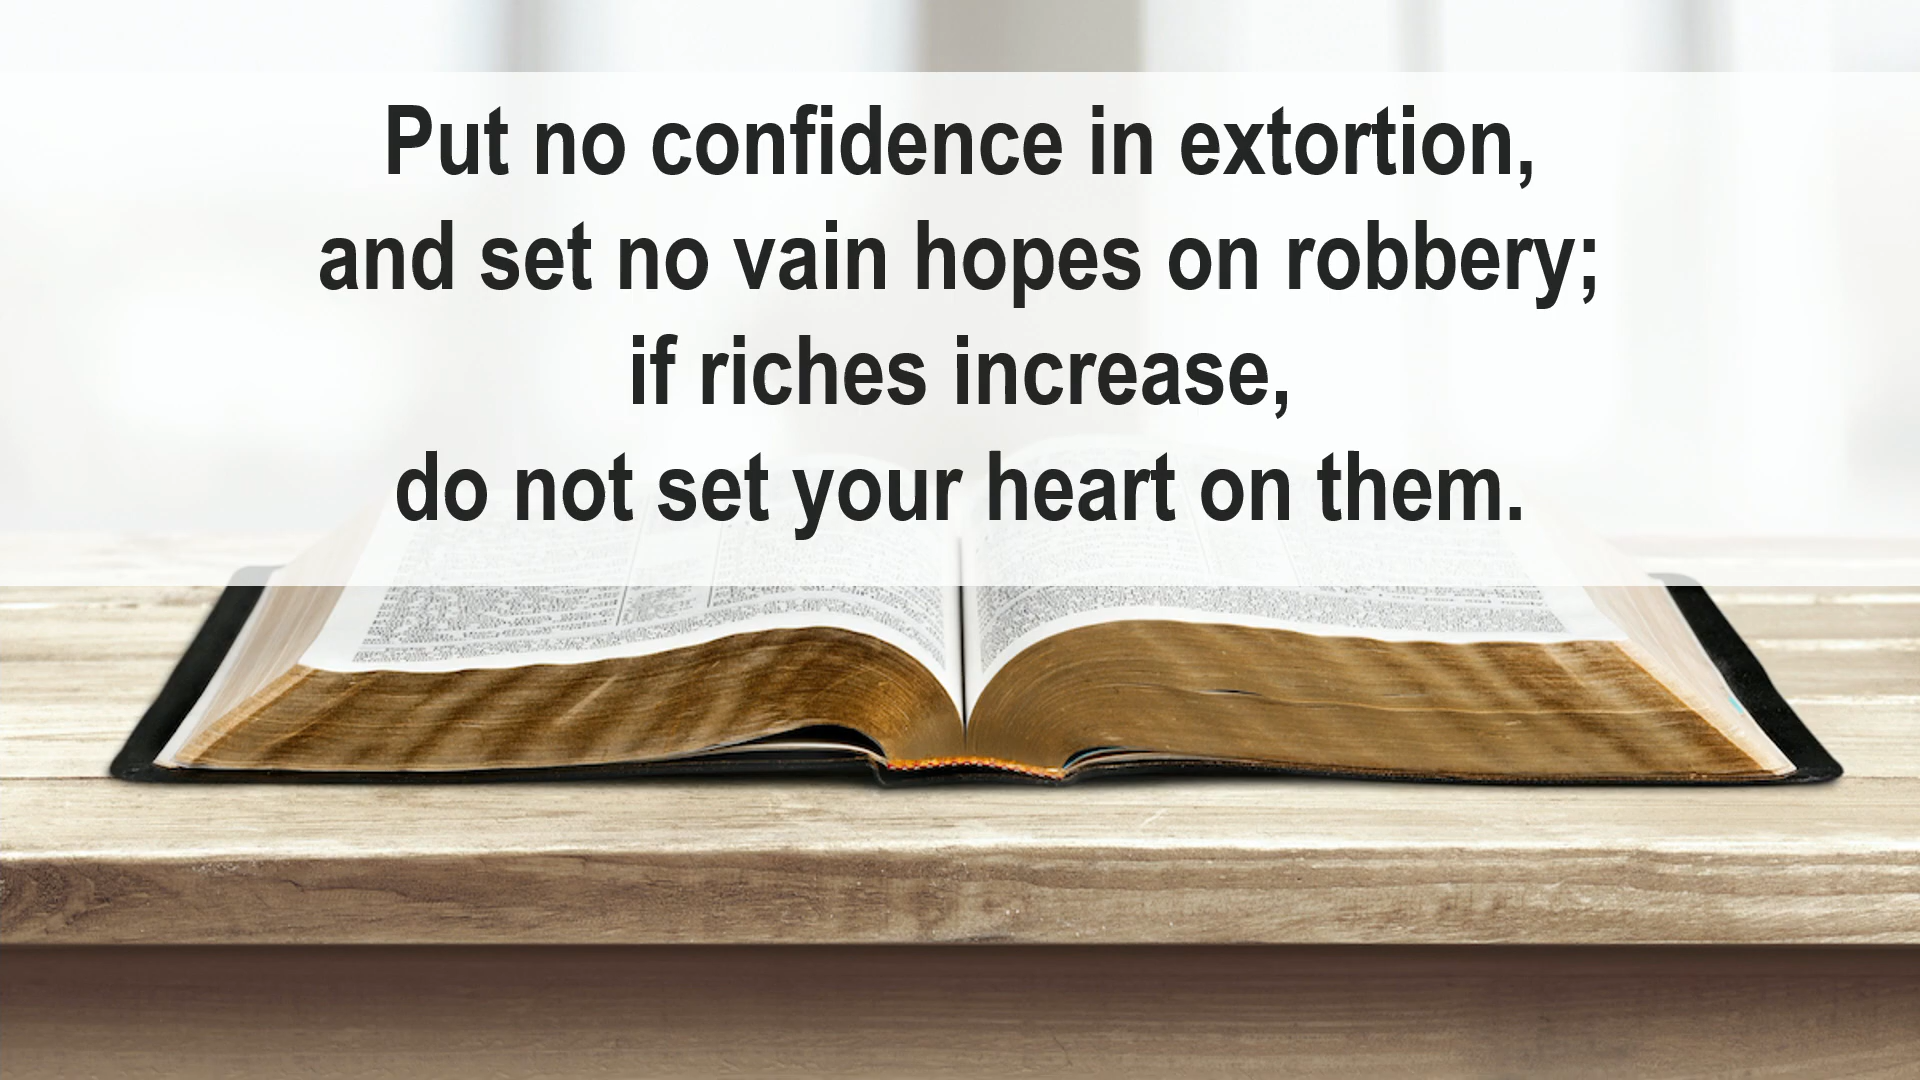 Put no confidence in extortion,
and set no vain hopes on robbery;
if riches increase,
do not set your heart on them.